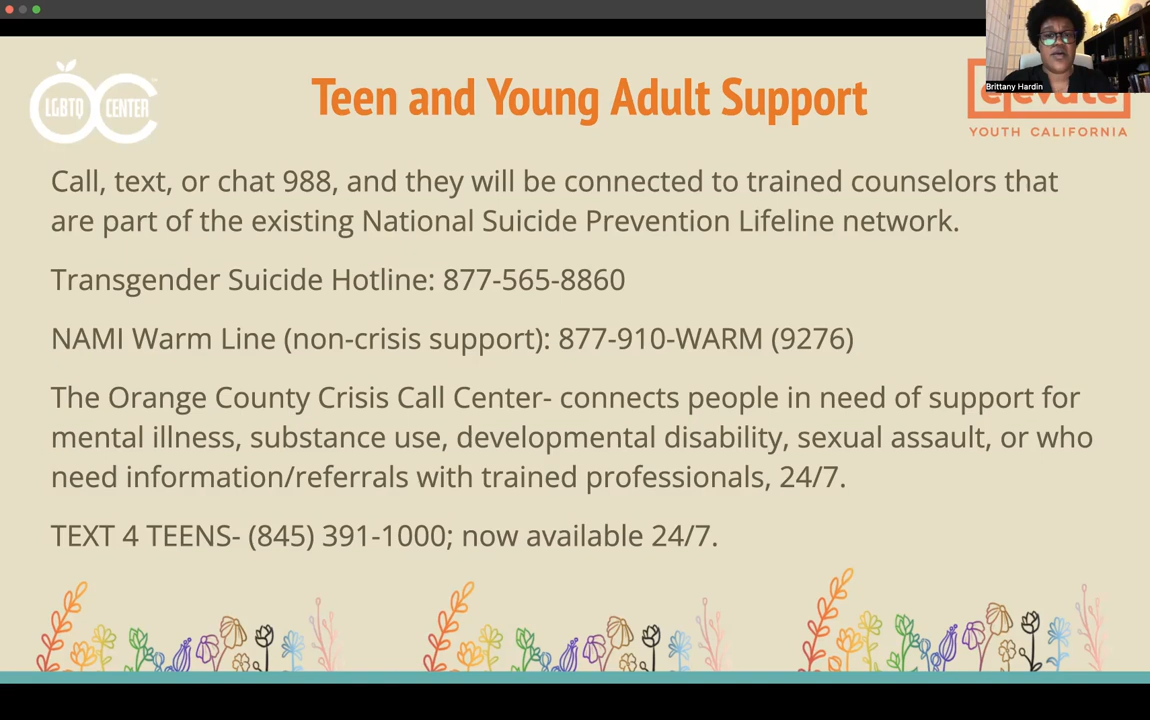 LGBTQ CENTER
Teen and Young Adult Support
Brittany Hardin
elevate
YOUTH CALIFORNIA
Call, text, or chat 988, and they will be connected to trained counselors that
are part of the existing National Suicide Prevention Lifeline network.
Transgender Suicide Hotline: 877-565-8860
NAMI Warm Line (non-crisis support): 877-910-WARM (9276)
The Orange County Crisis Call Center- connects people in need of support for
mental illness, substance use, developmental disability, sexual assault, or who
need information/referrals with trained professionals, 24/7.
TEXT 4 TEENS- (845) 391-1000; now available 24/7.